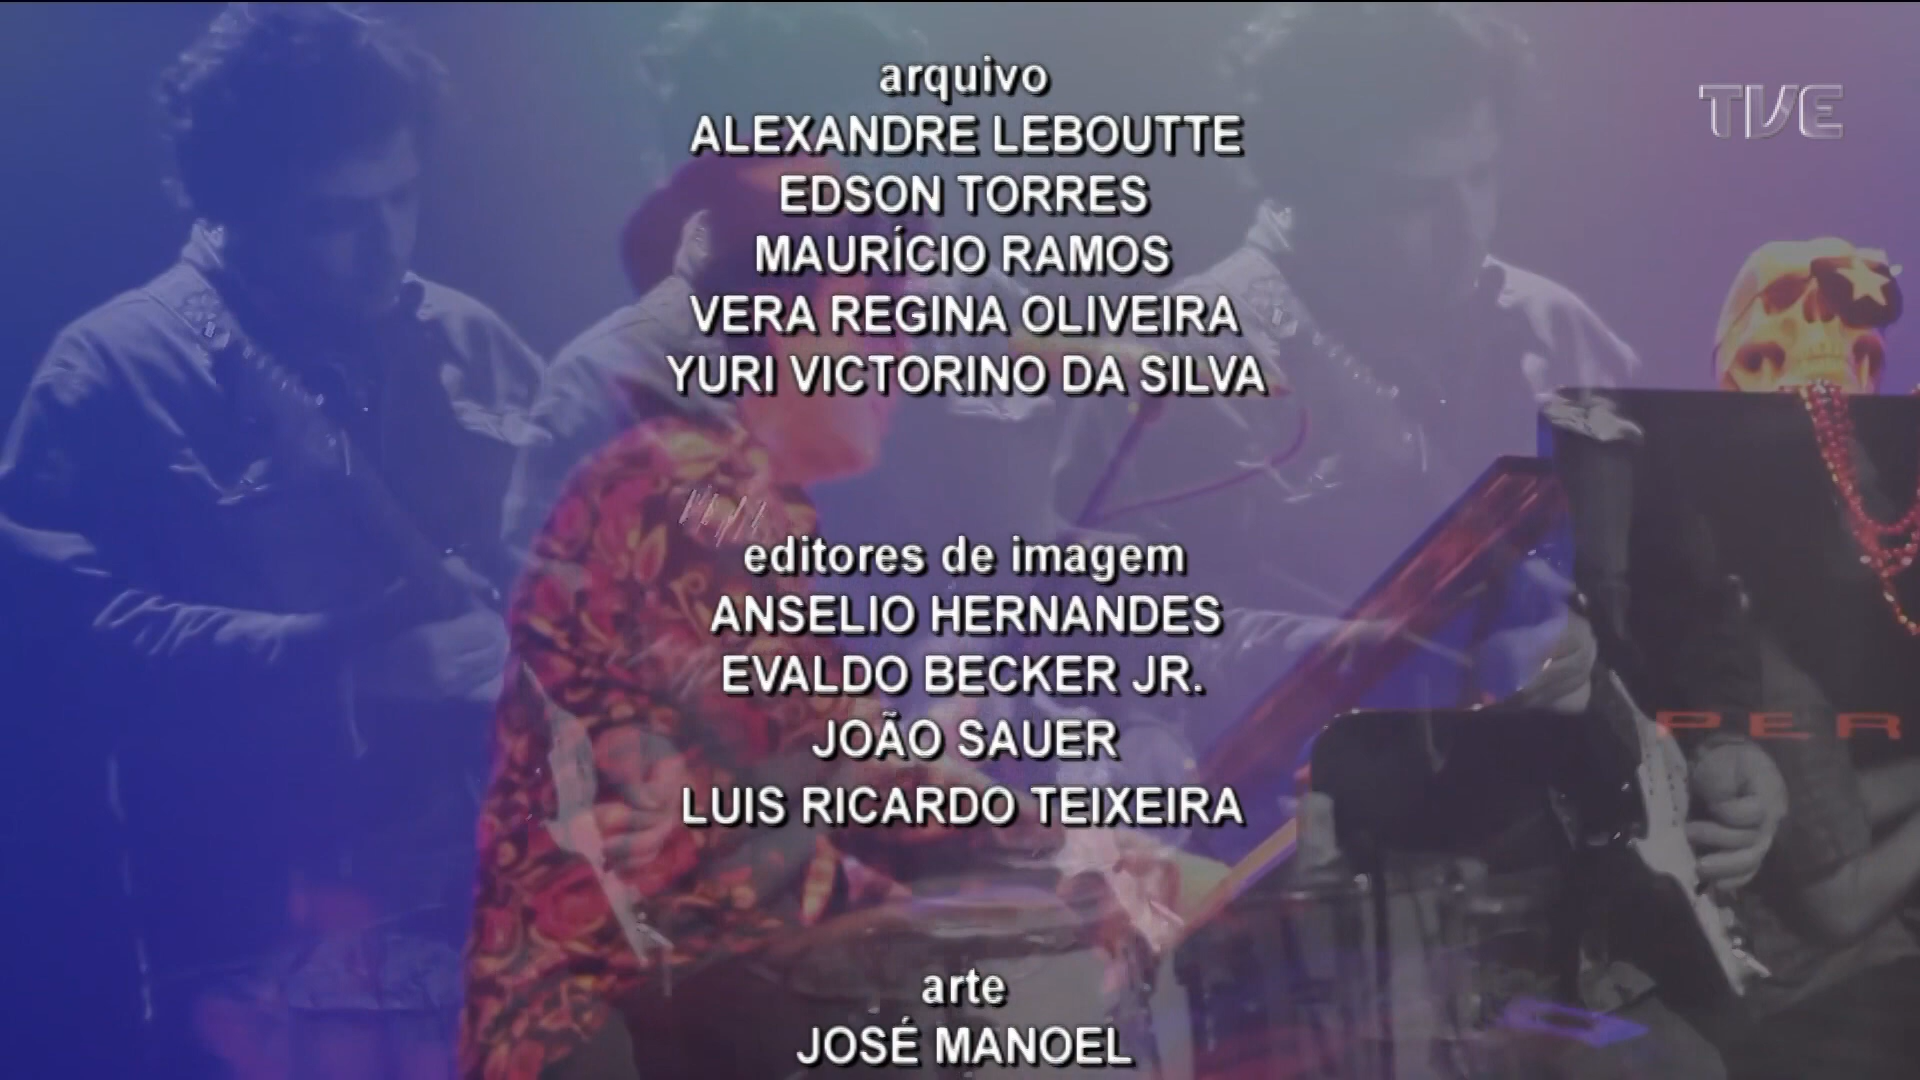 arquivo
TVE
ALEXANDRE LEBOUTTE
EDSON TORRES
MAURÍCIO RAMOS
VERA REGINA OLIVEIRA
YURI VICTORINO DA SILVA
editores de imagem
ANSELIO HERNANDES
EVALDO BECKER JR.
JOÃO SAUER
PER
LUIS RICARDO TEIXEIRA
arte
JOSÉ MANOEL